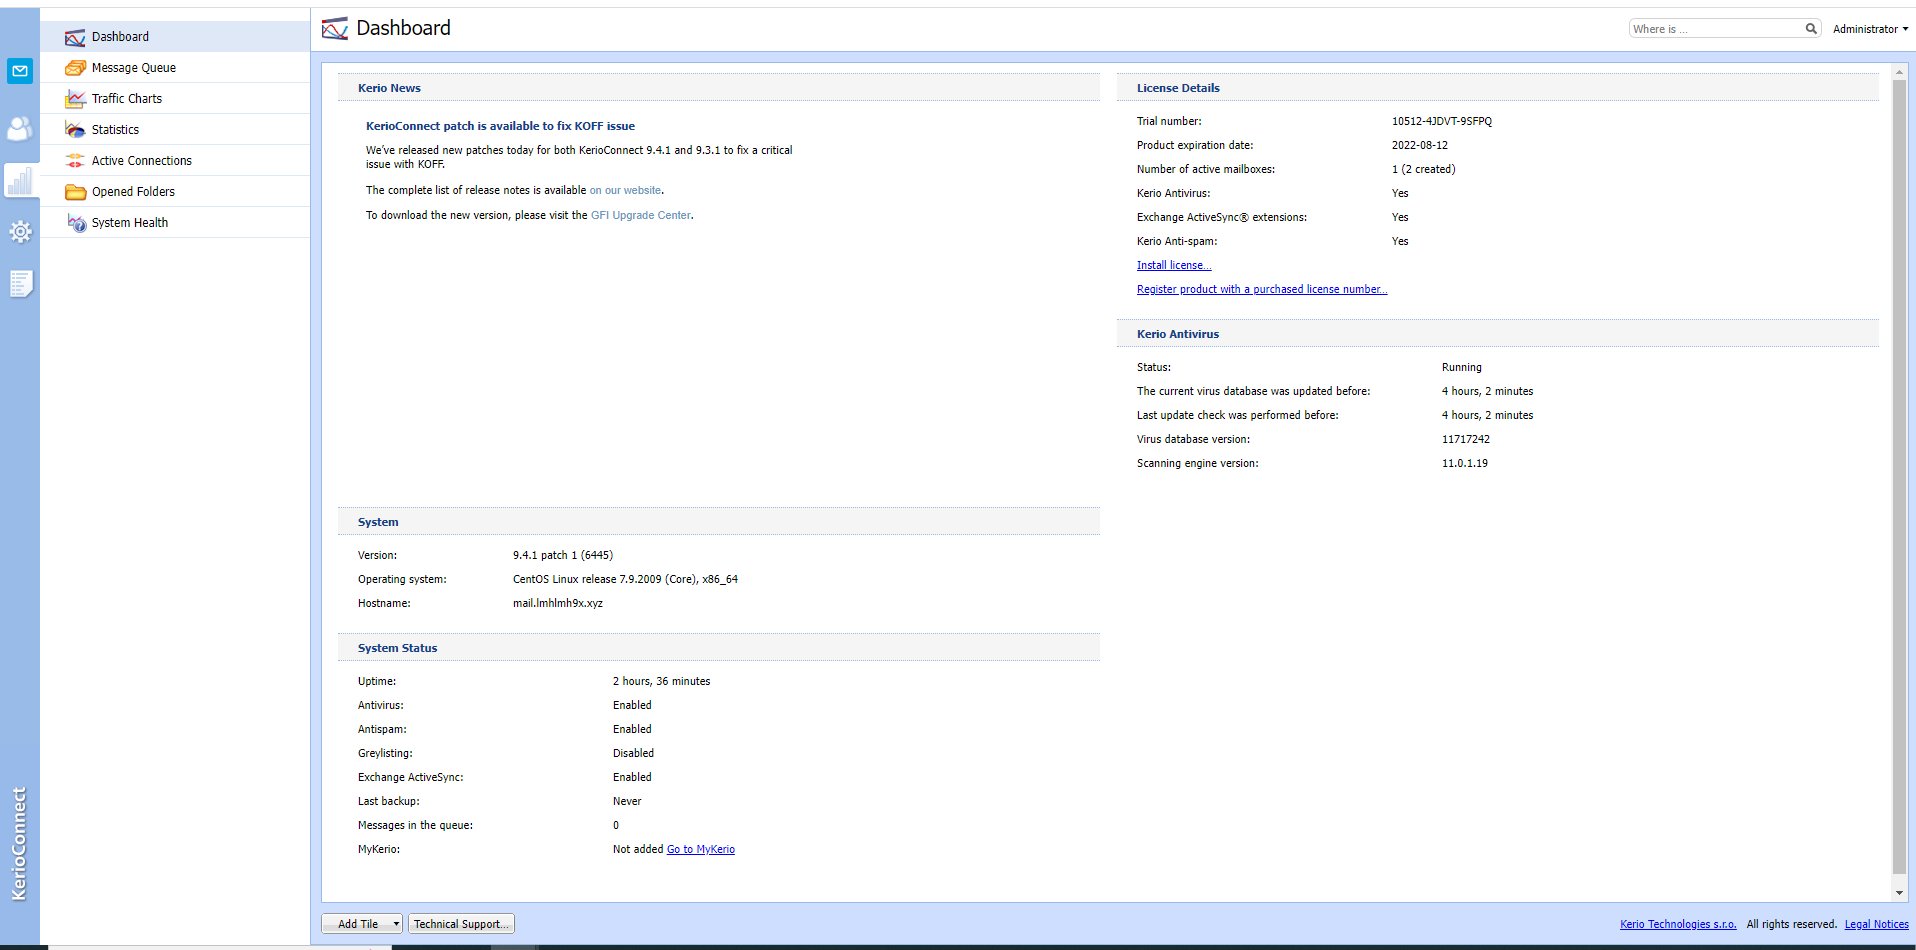 Dashboard
Message Queue
Traffic Charts
Statistics
Active Connections
Opened Folders
System Health
KerioConnect
Dashboard
Where is ...
Administrator
Kerio News
KerioConnect patch is available to fix KOFF issue
We've released new patches today for both KerioConnect 9.4.1 and 9.3.1 to fix a critical
issue with KOFF.
The complete list of release notes is available on our website.
To download the new version, please visit the GFI Upgrade Center.
System
Version: 9.4.1 patch 1 (6445)
Operating system: CentOS Linux release 7.9.2009 (Core), x86_64
Hostname: mail.lmhlmh9x.xyz
System Status
Uptime: 2 hours, 36 minutes
Antivirus: Enabled
Antispam: Enabled
Greylisting: Disabled
Exchange ActiveSync: Enabled
Last backup: Never
Messages in the queue: 0
MyKerio: Not added Go to MyKerio
License Details
Trial number: 10512-4JDVT-9SFPQ
Product expiration date: 2022-08-12
Number of active mailboxes: 1 (2 created)
Kerio Antivirus: Yes
Exchange ActiveSync® extensions: Yes
Kerio Anti-spam: Yes
Install license...
Register product with a purchased license number...
Kerio Antivirus
Status: Running
The current virus database was updated before: 4 hours, 2 minutes
Last update check was performed before: 4 hours, 2 minutes
Virus database version: 11717242
Scanning engine version: 11.0.1.19
Add Tile
Technical Support...
Kerio Technologies s.r.o. All rights reserved. Legal Notices